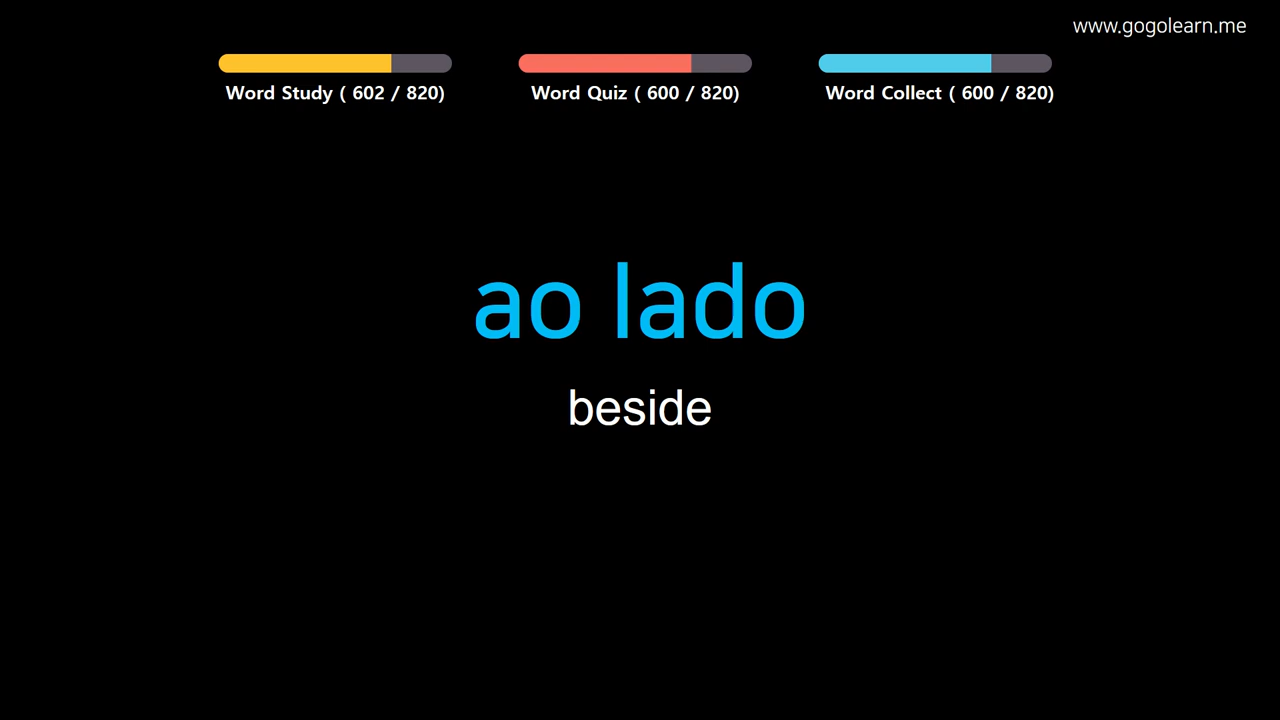 www.gogolearn.me
Word Study ( 602 / 820)
Word Quiz ( 600 / 820)
Word Collect ( 600 / 820)
ao lado
beside